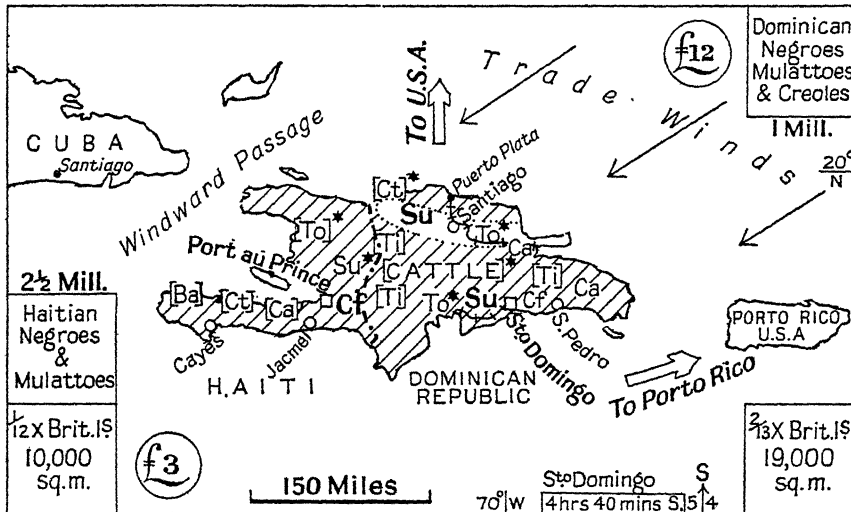 £12
Dominican
Negroes
Mulattoes
& Creoles
1 Mill.
To U.S.A.
Trade-Winds
20°
N
CUBA
Santiago
Windward Passage
Puerto Plata
Santiago
[Ct]*
Su
[To]*
[To]*
Ca
[Ti]
Su*
[CATTLE]*
[Ti]
Port au Prince
2½ Mill.
[Ba]
[Ct]
[Ca]
Cf
[Ti]
To*
Su
Cf
Ca
Haitian
Negroes
&
Mulattoes
Cayes
Jacmel
Sto Domingo
S. Pedro
PORTO RICO
U.S.A
HAITI
DOMINICAN
REPUBLIC
To Porto Rico
1/12 X Brit. Is.
10,000
sq.m.
£3
150 Miles
2/13 X Brit. Is.
19,000
sq.m.
Sto Domingo
S
70° W
4 hrs 40 mins S.
5
4